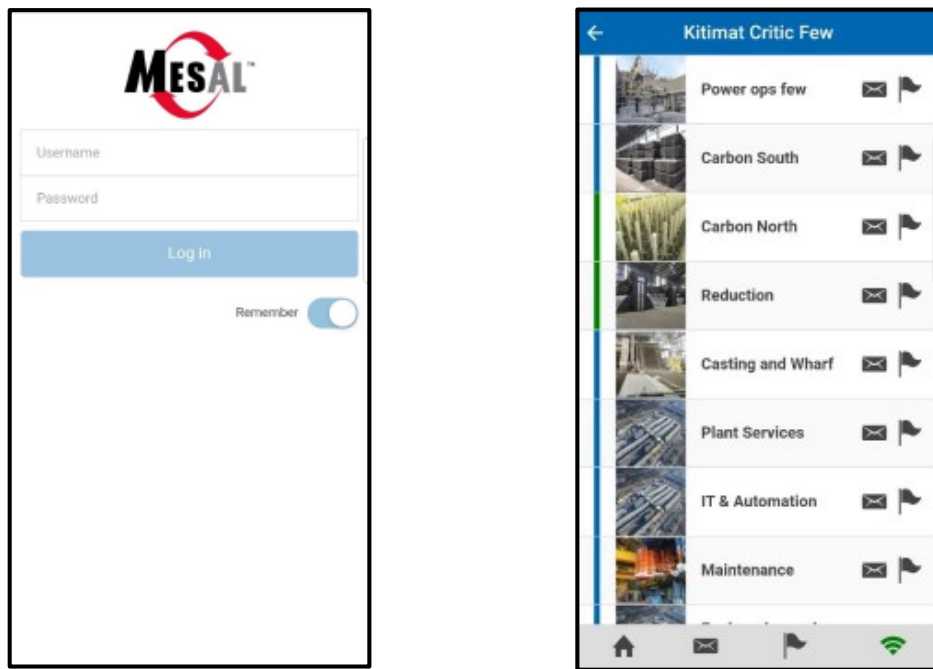 MESAL™
Username
Password
Log in
Remember
Kitimat Critic Few
Power ops few
Carbon South
Carbon North
Reduction
Casting and Wharf
Plant Services
IT & Automation
Maintenance